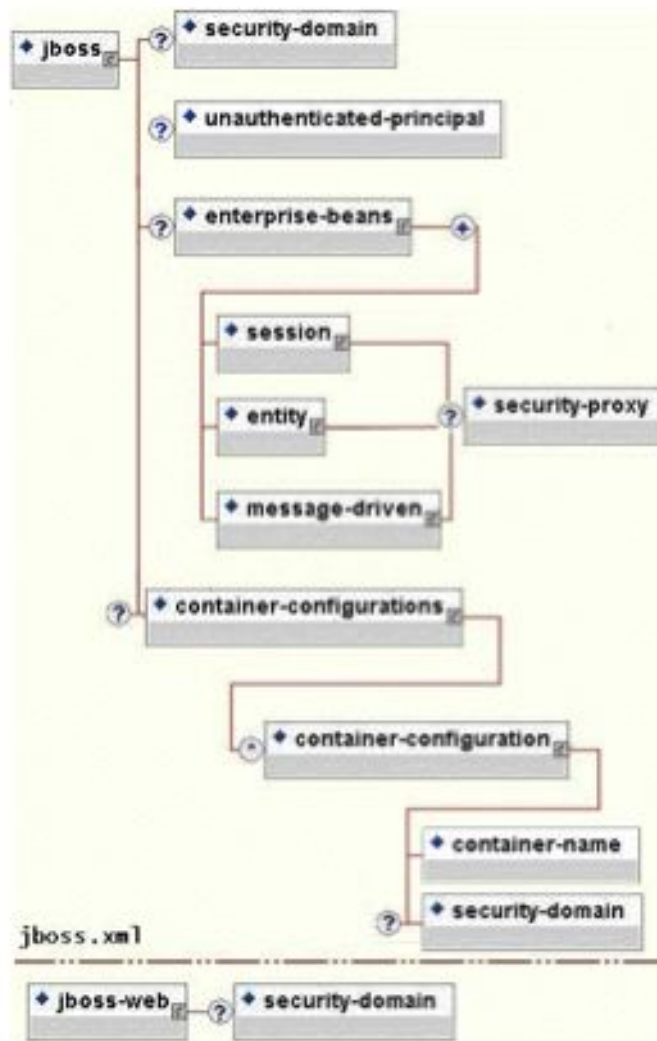 security-domain
jboss
?
?
unauthenticated-principal
?
enterprise-beans
+
session
entity
?
security-proxy
message-driven
?
container-configurations
*
container-configuration
container-name
?
security-domain
jboss.xml
jboss-web
?
security-domain